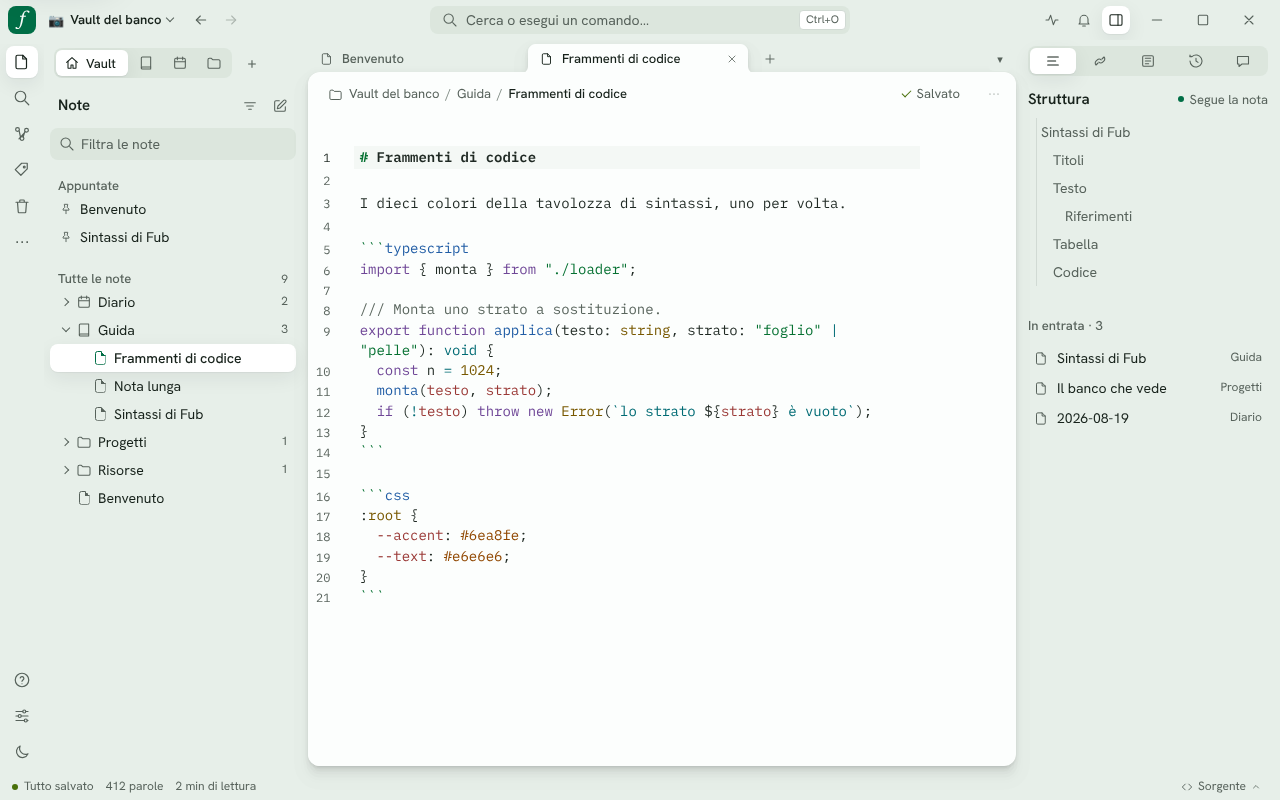 Vault del banco
Cerca o esegui un comando…
Ctrl+O
Vault
Note
Filtra le note
Appuntate
Benvenuto
Sintassi di Fub
Tutte le note 9
Diario 2
Guida 3
Frammenti di codice
Nota lunga
Sintassi di Fub
Progetti 1
Risorse 1
Benvenuto
Benvenuto
Frammenti di codice
Vault del banco / Guida / Frammenti di codice
Salvato
1 # Frammenti di codice
2
3 I dieci colori della tavolozza di sintassi, uno per volta.
4
5 ```typescript
6 import { monta } from "./loader";
7
8 /// Monta uno strato a sostituzione.
9 export function applica(testo: string, strato: "foglio" |
"pelle"): void {
10 const n = 1024;
11 monta(testo, strato);
12 if (!testo) throw new Error(`lo strato ${strato} è vuoto`);
13 }
14 ```
15
16 ```css
17 :root {
18 --accent: #6ea8fe;
19 --text: #e6e6e6;
20 }
21 ```
Struttura
Segue la nota
Sintassi di Fub
Titoli
Testo
Riferimenti
Tabella
Codice
In entrata · 3
Sintassi di Fub Guida
Il banco che vede Progetti
2026-08-19 Diario
Tutto salvato 412 parole 2 min di lettura
Sorgente